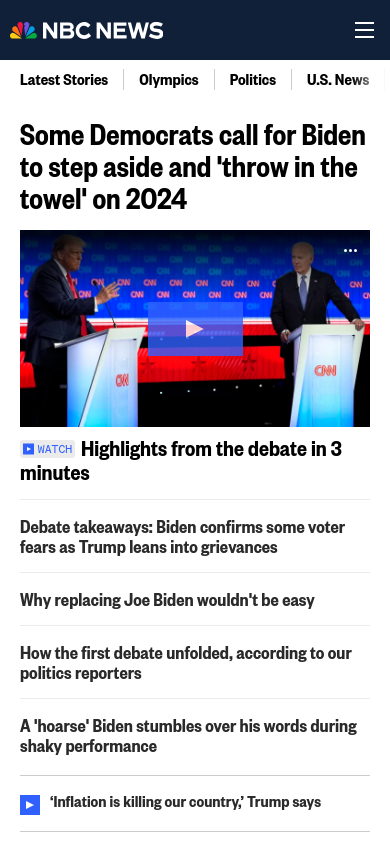 NBC NEWS
Latest Stories Olympics Politics U.S. News
Some Democrats call for Biden
to step aside and 'throw in the
towel' on 2024
CNN CNN
WATCH Highlights from the debate in 3
minutes
Debate takeaways: Biden confirms some voter
fears as Trump leans into grievances
Why replacing Joe Biden wouldn't be easy
How the first debate unfolded, according to our
politics reporters
A 'hoarse' Biden stumbles over his words during
shaky performance
‘Inflation is killing our country,’ Trump says